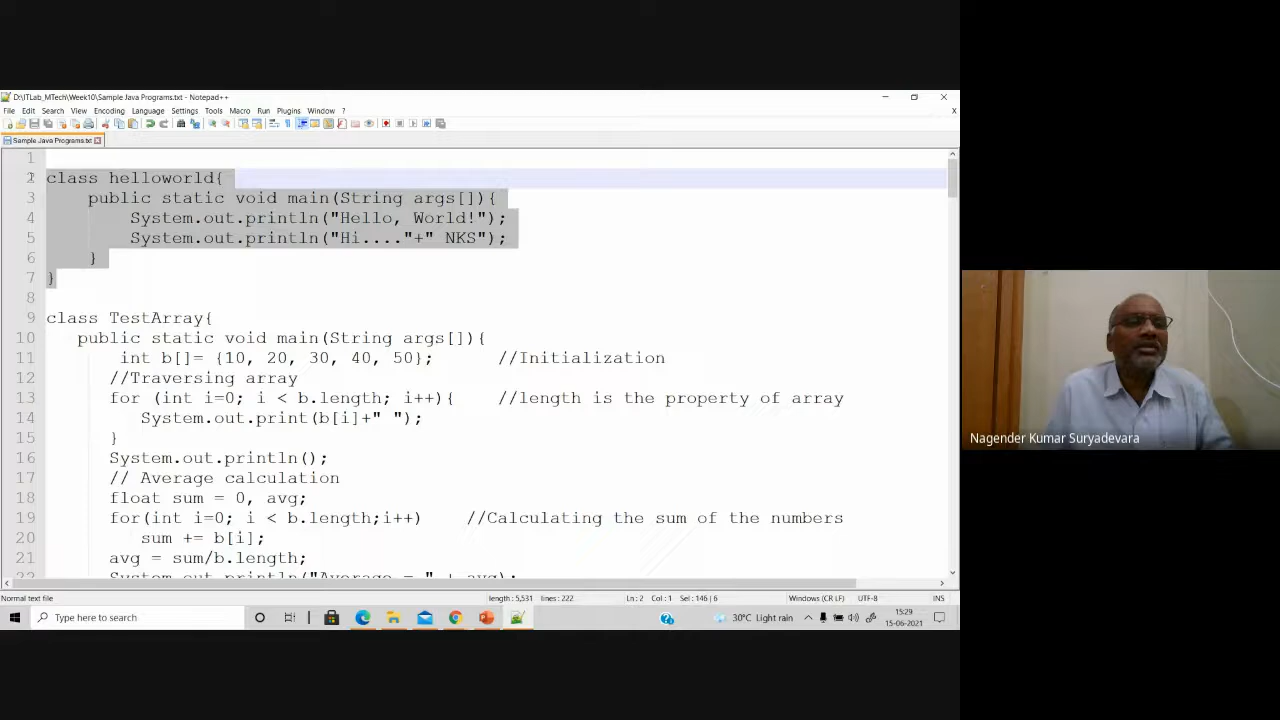 D:\ITLab_MTech\Week10\Sample Java Programs.txt - Notepad++
File Edit Search View Encoding Language Settings Tools Macro Run Plugins Window ? X
Sample Java Programs.txt
1
2 class helloworld{
3 public static void main(String args[]){
4 System.out.println("Hello, World!");
5 System.out.println("Hi...."+" NKS");
6 }
7 }
8
9 class TestArray{
10 public static void main(String args[]){
11 int b[]= {10, 20, 30, 40, 50}; //Initialization
12 //Traversing array
13 for (int i=0; i < b.length; i++){ //length is the property of array
14 System.out.print(b[i]+" ");
15 }
16 System.out.println();
17 // Average calculation
18 float sum = 0, avg;
19 for(int i=0; i < b.length;i++) //Calculating the sum of the numbers
20 sum += b[i];
21 avg = sum/b.length;
22 System.out.println("Average = " + avg);
Nagender Kumar Suryadevara
Normal text file length : 5,531 lines : 222 Ln : 2 Col : 1 Sel : 146 | 6 Windows (CR LF) UTF-8 INS
Type here to search 30°C Light rain 15:29
15-06-2021